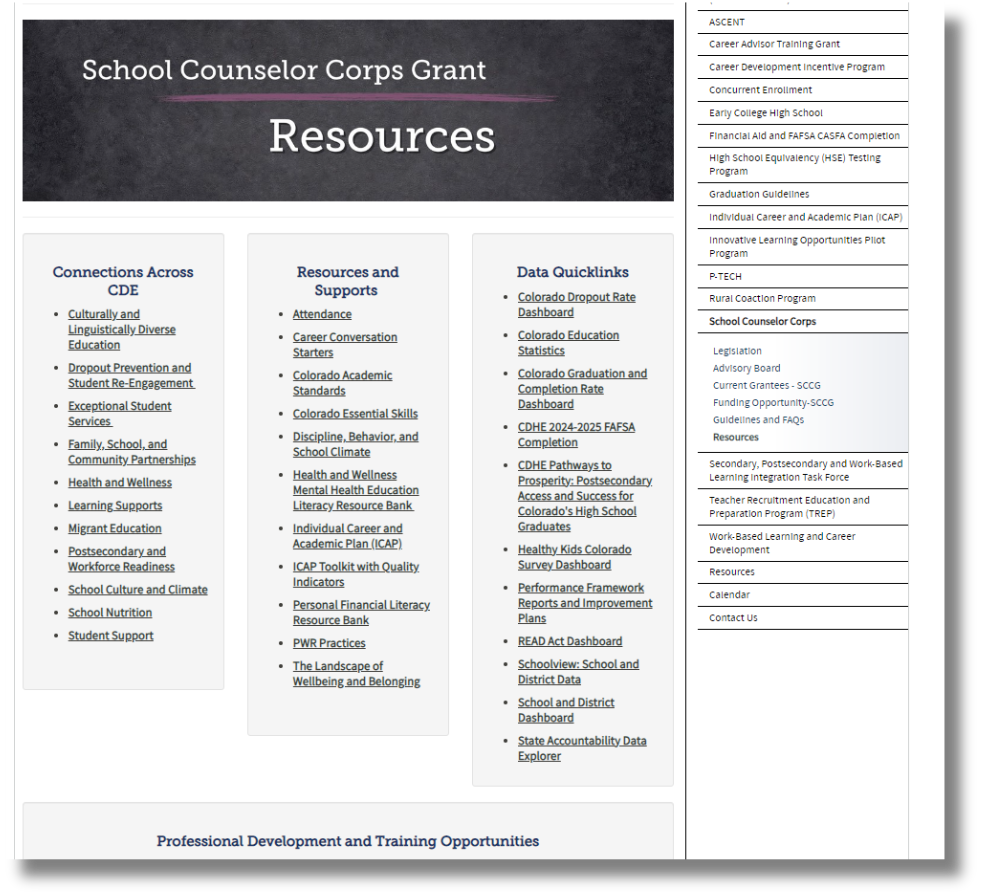 School Counselor Corps Grant
Resources
Connections Across
CDE
Culturally and
Linguistically Diverse
Education
Dropout Prevention and
Student Re-Engagement
Exceptional Student
Services
Family, School, and
Community Partnerships
Health and Wellness
Learning Supports
Migrant Education
Postsecondary and
Workforce Readiness
School Culture and Climate
School Nutrition
Student Support
Resources and
Supports
Attendance
Career Conversation
Starters
Colorado Academic
Standards
Colorado Essential Skills
Discipline, Behavior, and
School Climate
Health and Wellness
Mental Health Education
Literacy Resource Bank
Individual Career and
Academic Plan (ICAP)
ICAP Toolkit with Quality
Indicators
Personal Financial Literacy
Resource Bank
PWR Practices
The Landscape of
Wellbeing and Belonging
Data Quicklinks
Colorado Dropout Rate
Dashboard
Colorado Education
Statistics
Colorado Graduation and
Completion Rate
Dashboard
CDHE 2024-2025 FAFSA
Completion
CDHE Pathways to
Prosperity: Postsecondary
Access and Success for
Colorado's High School
Graduates
Healthy Kids Colorado
Survey Dashboard
Performance Framework
Reports and Improvement
Plans
READ Act Dashboard
Schoolview: School and
District Data
School and District
Dashboard
State Accountability Data
Explorer
Professional Development and Training Opportunities
ASCENT
Career Advisor Training Grant
Career Development Incentive Program
Concurrent Enrollment
Early College High School
Financial Aid and FAFSA CASFA Completion
High School Equivalency (HSE) Testing
Program
Graduation Guidelines
Individual Career and Academic Plan (ICAP)
Innovative Learning Opportunities Pilot
Program
P-TECH
Rural Coaction Program
School Counselor Corps
Legislation
Advisory Board
Current Grantees - SCCG
Funding Opportunity-SCCG
Guidelines and FAQs
Resources
Secondary, Postsecondary and Work-Based
Learning Integration Task Force
Teacher Recruitment Education and
Preparation Program (TREP)
Work-Based Learning and Career
Development
Resources
Calendar
Contact Us